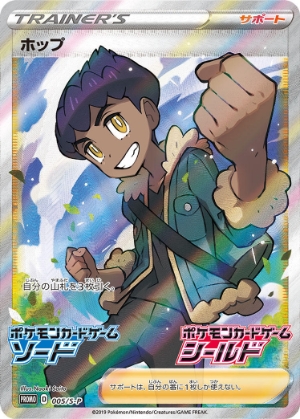 TRAINER'S
サポート
ホップ
自分の山札を3枚引く。
ポケモンカードゲーム
ソード
ポケモンカードゲーム
シールド
PROMO D 005/S-P
サポートは、自分の番に1枚しか使えない。
©2019 Pokémon/Nintendo/Creatures/GAME FREAK.